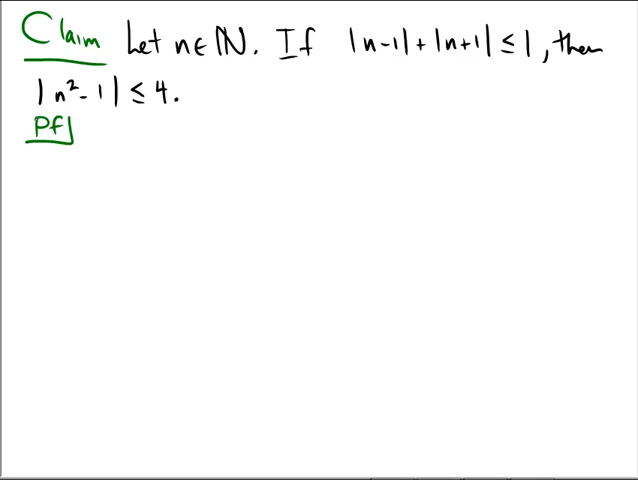 Claim Let n∈ℕ. If |n-1|+|n+1| ≤ 1, then
|n²-1| ≤ 4.
Pf